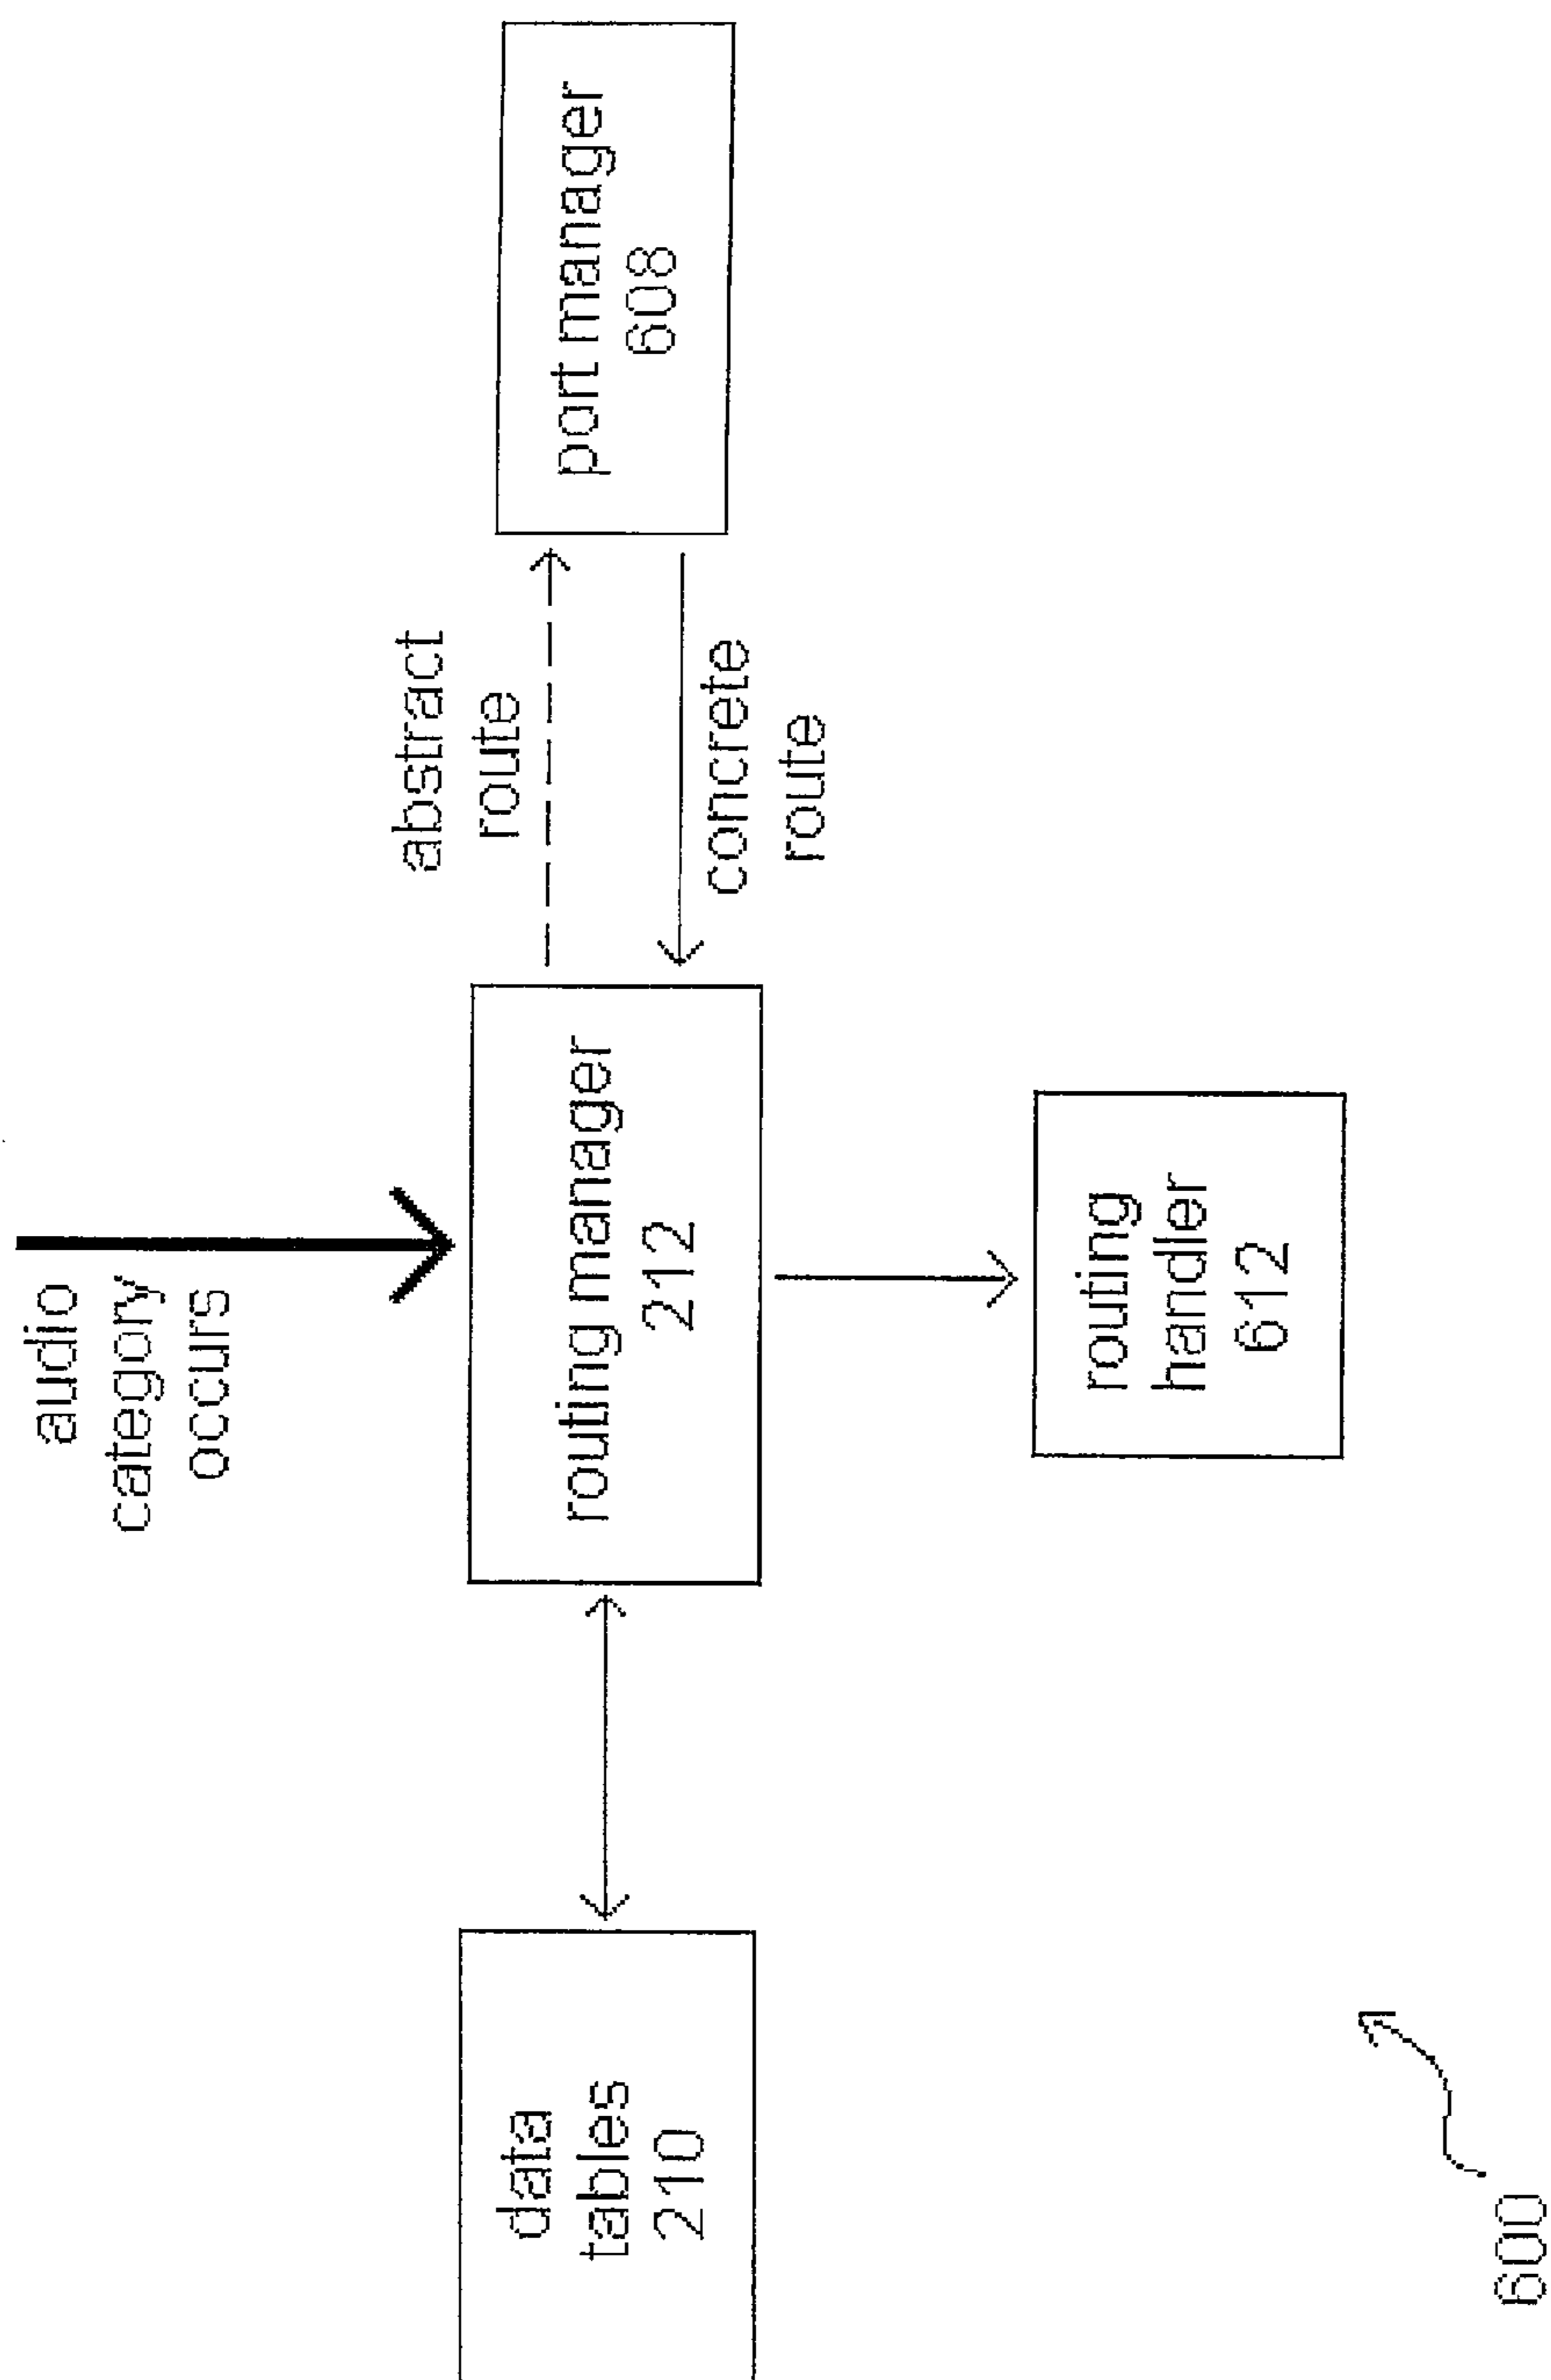 audio
category
occurs
data
tables
210
routing manager
212
abstract
route
concrete
route
port manager
608
routing
handler
612
600